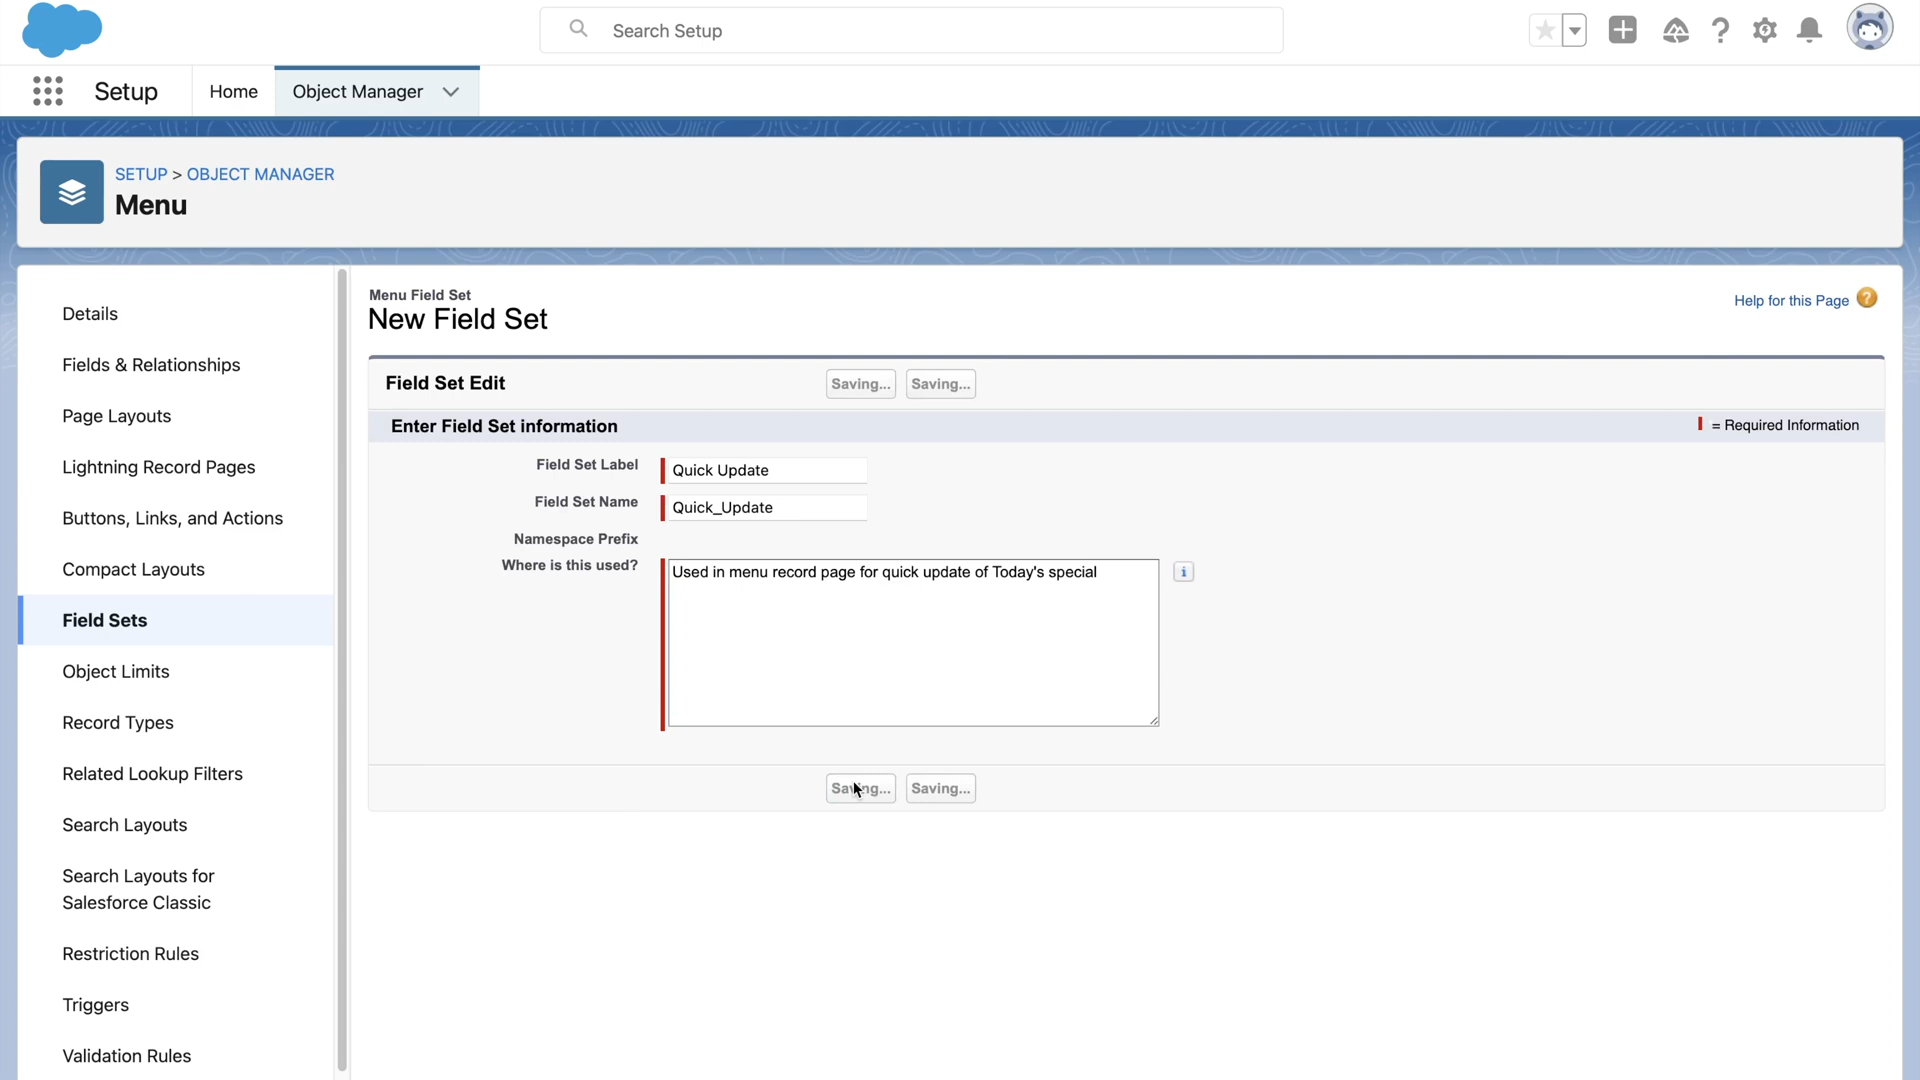 Search Setup
Setup
Home
Object Manager
SETUP > OBJECT MANAGER
Menu
Details
Fields & Relationships
Page Layouts
Lightning Record Pages
Buttons, Links, and Actions
Compact Layouts
Field Sets
Object Limits
Record Types
Related Lookup Filters
Search Layouts
Search Layouts for
Salesforce Classic
Restriction Rules
Triggers
Validation Rules
Menu Field Set
New Field Set
Help for this Page
Field Set Edit
Saving...
Saving...
Enter Field Set information
= Required Information
Field Set Label
Quick Update
Field Set Name
Quick_Update
Namespace Prefix
Where is this used?
Used in menu record page for quick update of Today's special
Saving...
Saving...